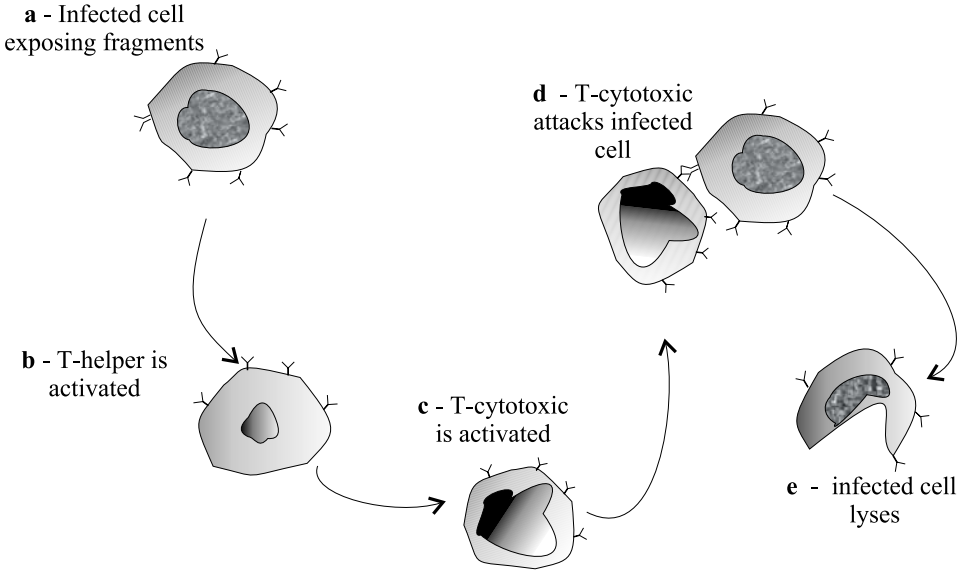 a - Infected cell
exposing fragments
b - T-helper is
activated
c - T-cytotoxic
is activated
d - T-cytotoxic
attacks infected
cell
e - infected cell
lyses